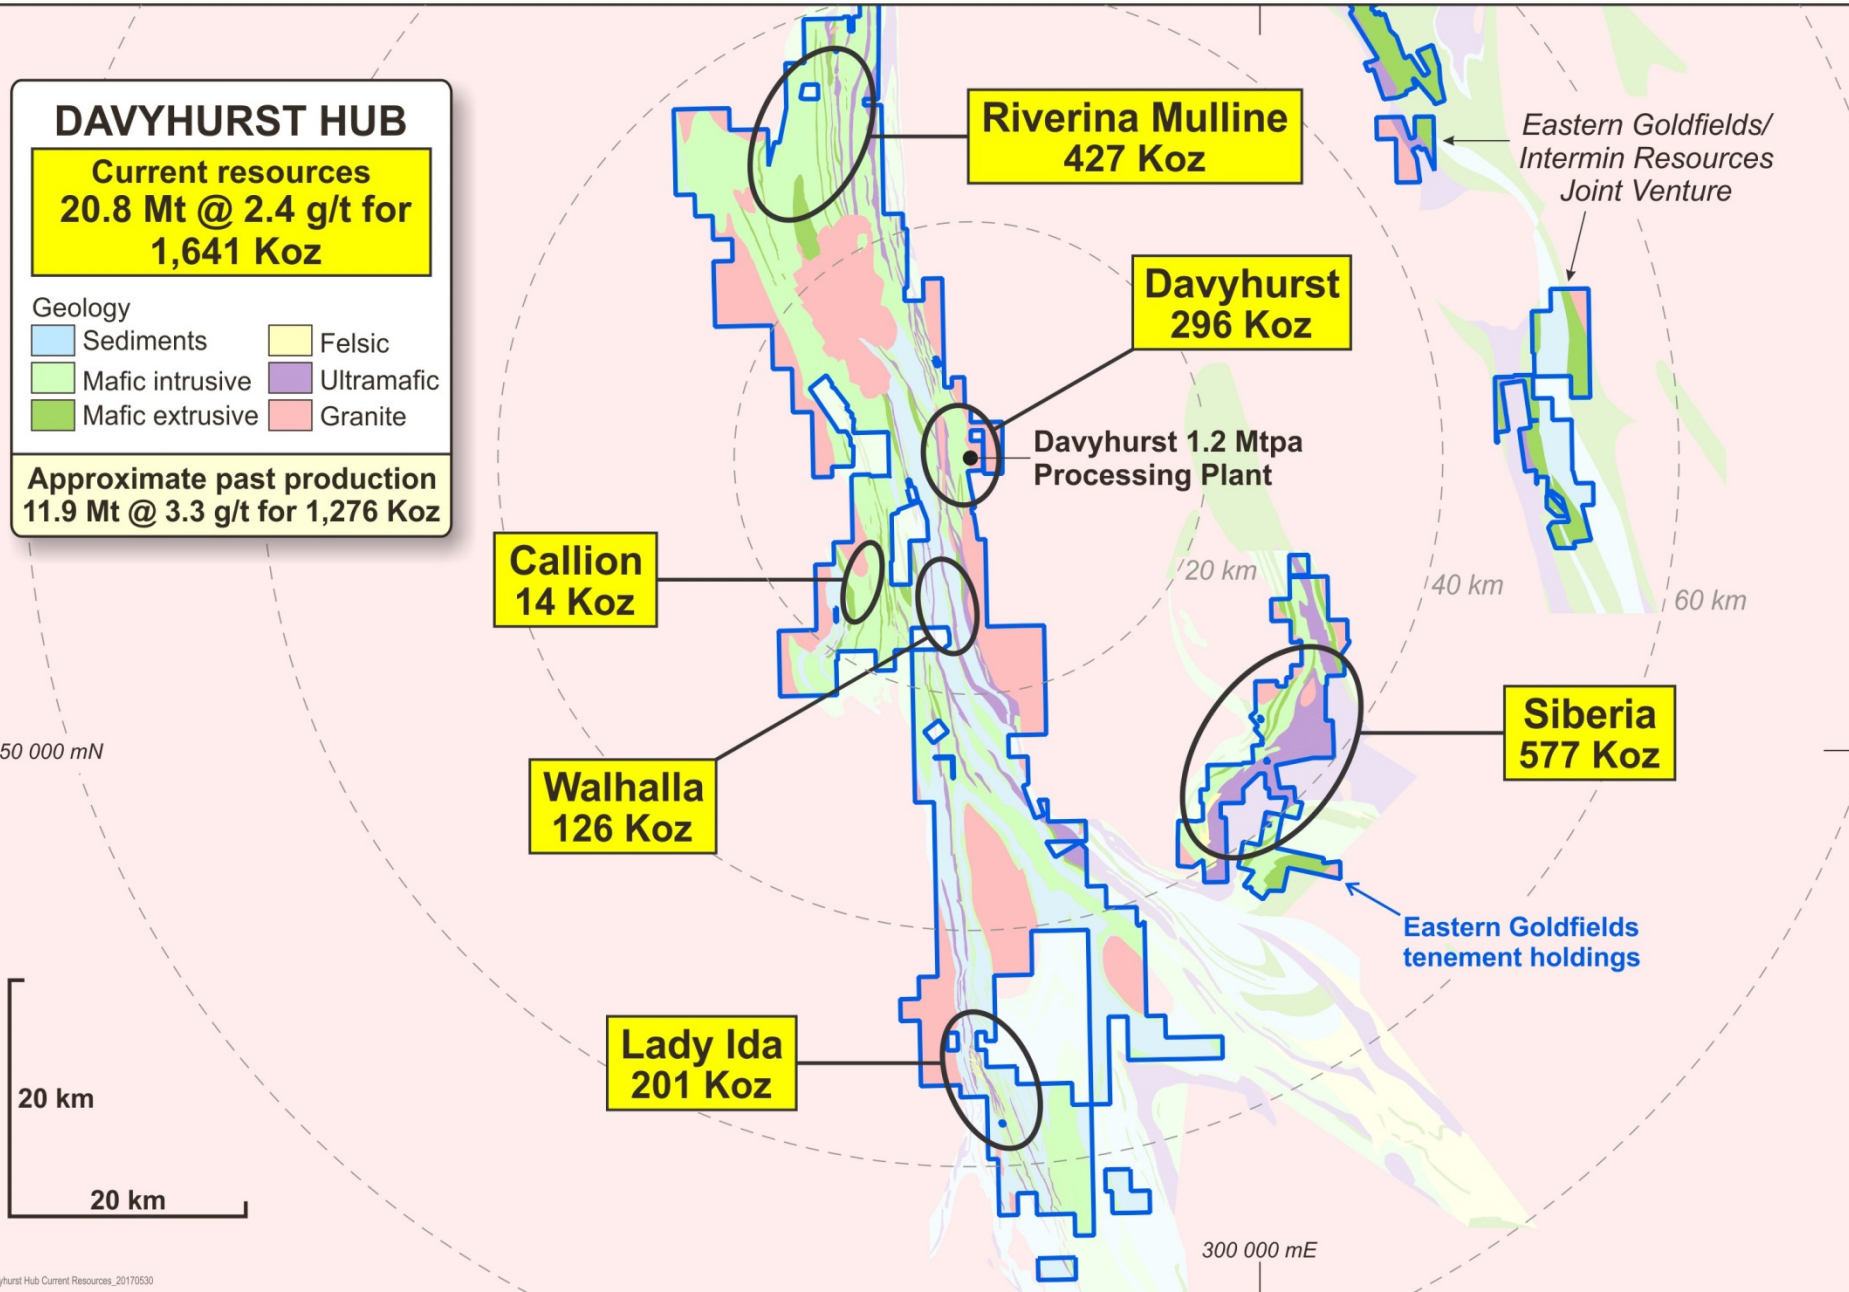 DAVYHURST HUB
Current resources
20.8 Mt @ 2.4 g/t for
1,641 Koz
Geology
Sediments
Mafic intrusive
Mafic extrusive
Felsic
Ultramafic
Granite
Approximate past production
11.9 Mt @ 3.3 g/t for 1,276 Koz
Riverina Mulline
427 Koz
Eastern Goldfields/
Intermin Resources
Joint Venture
Davyhurst
296 Koz
Davyhurst 1.2 Mtpa
Processing Plant
Callion
14 Koz
20 km
40 km
60 km
Siberia
577 Koz
50 000 mN
Walhalla
126 Koz
Eastern Goldfields
tenement holdings
Lady Ida
201 Koz
20 km
20 km
300 000 mE
yhurst Hub Current Resources_20170530